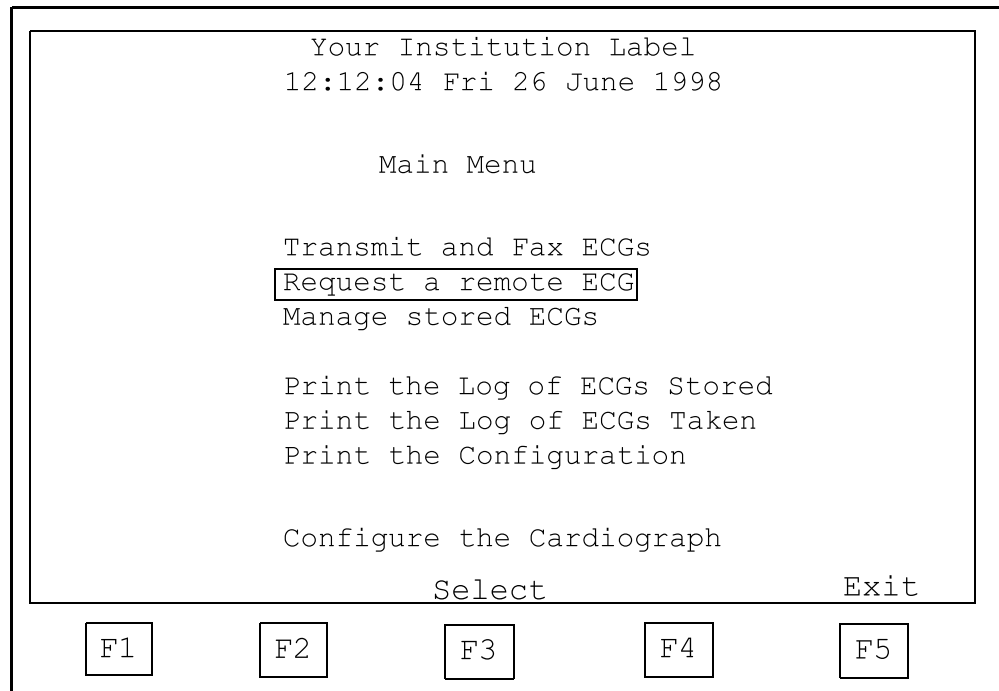 Your Institution Label
12:12:04 Fri 26 June 1998
Main Menu
Transmit and Fax ECGs
Request a remote ECG
Manage stored ECGs
Print the Log of ECGs Stored
Print the Log of ECGs Taken
Print the Configuration
Configure the Cardiograph
Select Exit
F1 F2 F3 F4 F5